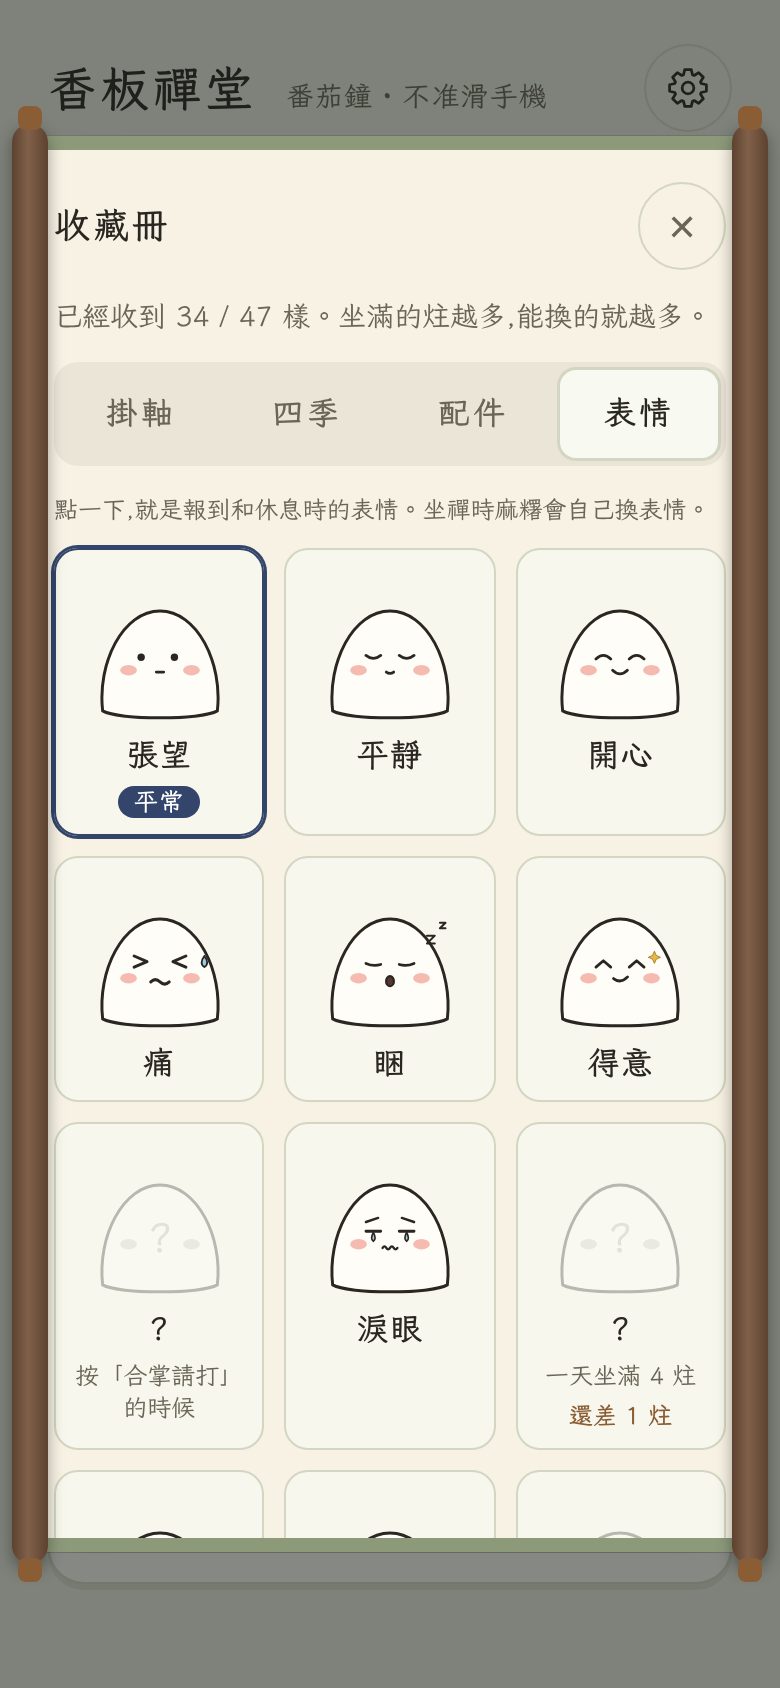 香板禪堂 番茄鐘・不准滑手機
收藏冊
已經收到 34 / 47 樣。坐滿的炷越多,能換的就越多。
掛軸 四季 配件 表情
點一下,就是報到和休息時的表情。坐禪時麻糬會自己換表情。
張望 平靜 開心
平常
z
z
痛 睏 得意
? ?
? 淚眼 ?
按「合掌請打」 一天坐滿 4 炷
的時候 還差 1 炷